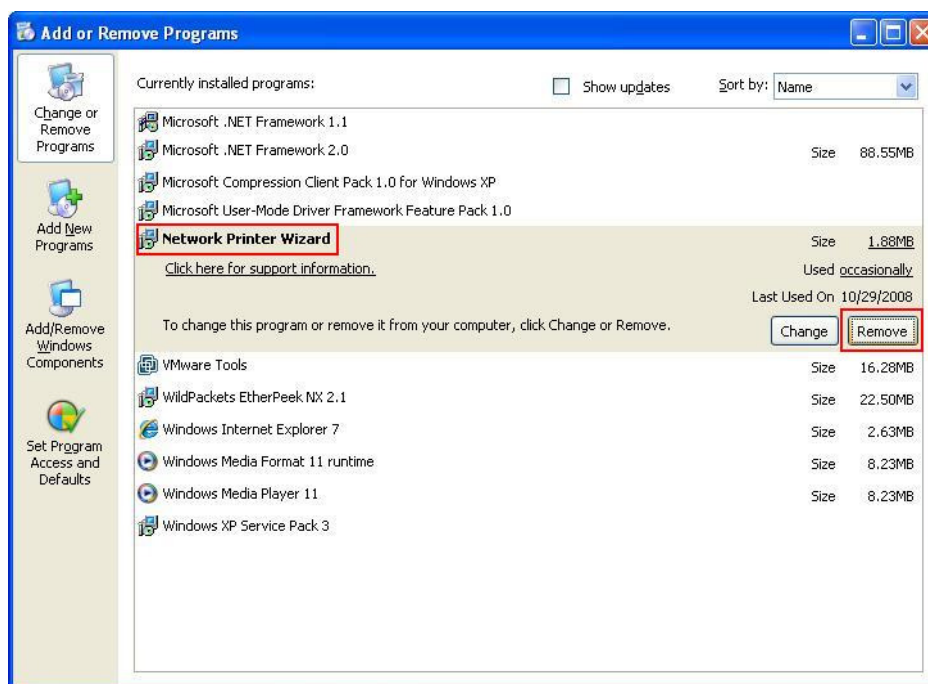 Add or Remove Programs
Change or
Remove
Programs
Add New
Programs
Add/Remove
Windows
Components
Set Program
Access and
Defaults
Currently installed programs:
Show updates
Sort by: Name
Microsoft .NET Framework 1.1
Microsoft .NET Framework 2.0 Size 88.55MB
Microsoft Compression Client Pack 1.0 for Windows XP
Microsoft User-Mode Driver Framework Feature Pack 1.0
Network Printer Wizard Size 1.88MB
Click here for support information. Used occasionally
Last Used On 10/29/2008
To change this program or remove it from your computer, click Change or Remove. Change Remove
VMware Tools Size 16.28MB
WildPackets EtherPeek NX 2.1 Size 22.50MB
Windows Internet Explorer 7 Size 2.63MB
Windows Media Format 11 runtime Size 8.23MB
Windows Media Player 11 Size 8.23MB
Windows XP Service Pack 3